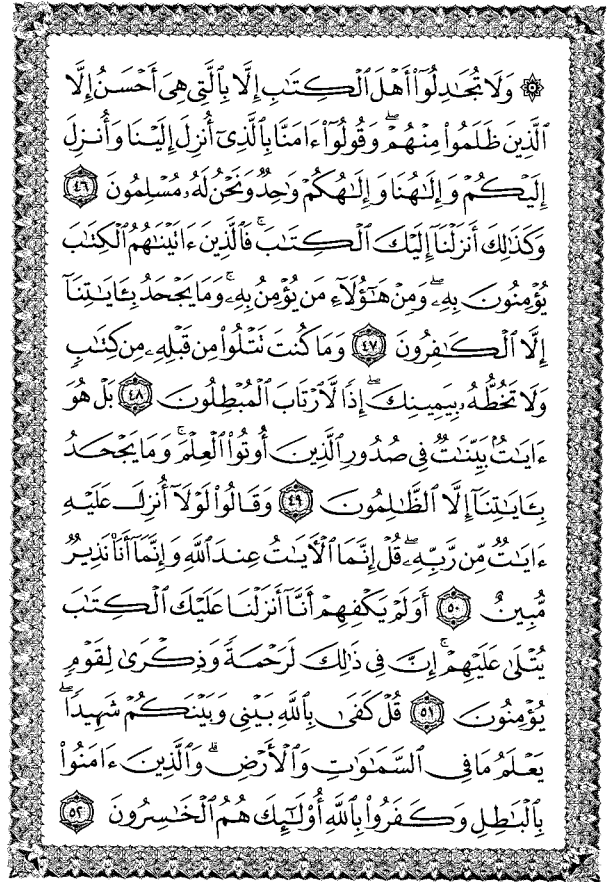 ۞ وَلَا تُجَٰدِلُوٓا۟ أَهْلَ ٱلْكِتَٰبِ إِلَّا بِٱلَّتِى هِىَ أَحْسَنُ إِلَّا
ٱلَّذِينَ ظَلَمُوا۟ مِنْهُمْ ۖ وَقُولُوٓا۟ ءَامَنَّا بِٱلَّذِىٓ أُنزِلَ إِلَيْنَا وَأُنزِلَ
إِلَيْكُمْ وَإِلَٰهُنَا وَإِلَٰهُكُمْ وَٰحِدٌ وَنَحْنُ لَهُۥ مُسْلِمُونَ ٤٦
وَكَذَٰلِكَ أَنزَلْنَآ إِلَيْكَ ٱلْكِتَٰبَ ۚ فَٱلَّذِينَ ءَاتَيْنَٰهُمُ ٱلْكِتَٰبَ
يُؤْمِنُونَ بِهِۦ ۖ وَمِنْ هَٰٓؤُلَآءِ مَن يُؤْمِنُ بِهِۦ ۚ وَمَا يَجْحَدُ بِـَٔايَٰتِنَآ
إِلَّا ٱلْكَٰفِرُونَ ٤٧ وَمَا كُنتَ تَتْلُوا۟ مِن قَبْلِهِۦ مِن كِتَٰبٍ
وَلَا تَخُطُّهُۥ بِيَمِينِكَ ۖ إِذًا لَّٱرْتَابَ ٱلْمُبْطِلُونَ ٤٨ بَلْ هُوَ
ءَايَٰتٌۢ بَيِّنَٰتٌ فِى صُدُورِ ٱلَّذِينَ أُوتُوا۟ ٱلْعِلْمَ ۚ وَمَا يَجْحَدُ
بِـَٔايَٰتِنَآ إِلَّا ٱلظَّٰلِمُونَ ٤٩ وَقَالُوا۟ لَوْلَآ أُنزِلَ عَلَيْهِ
ءَايَٰتٌ مِّن رَّبِّهِۦ ۖ قُلْ إِنَّمَا ٱلْءَايَٰتُ عِندَ ٱللَّهِ وَإِنَّمَآ أَنَا۠ نَذِيرٌ
مُّبِينٌ ٥٠ أَوَلَمْ يَكْفِهِمْ أَنَّآ أَنزَلْنَا عَلَيْكَ ٱلْكِتَٰبَ
يُتْلَىٰ عَلَيْهِمْ ۚ إِنَّ فِى ذَٰلِكَ لَرَحْمَةً وَذِكْرَىٰ لِقَوْمٍ
يُؤْمِنُونَ ٥١ قُلْ كَفَىٰ بِٱللَّهِ بَيْنِى وَبَيْنَكُمْ شَهِيدًا ۖ
يَعْلَمُ مَا فِى ٱلسَّمَٰوَٰتِ وَٱلْأَرْضِ ۗ وَٱلَّذِينَ ءَامَنُوا۟
بِٱلْبَٰطِلِ وَكَفَرُوا۟ بِٱللَّهِ أُو۟لَٰٓئِكَ هُمُ ٱلْخَٰسِرُونَ ٥٢